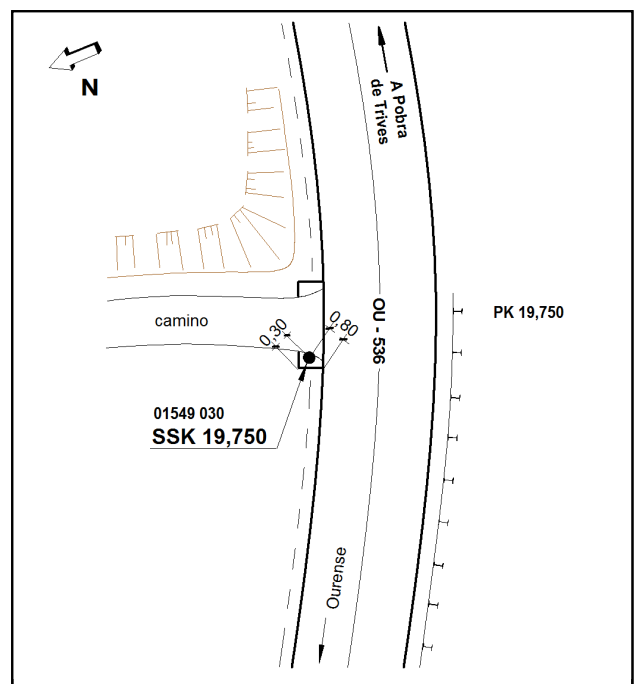 N
A Pobra
de Trives
OU - 536
PK 19,750
camino
0,30
0,80
01549 030
SSK 19,750
Ourense